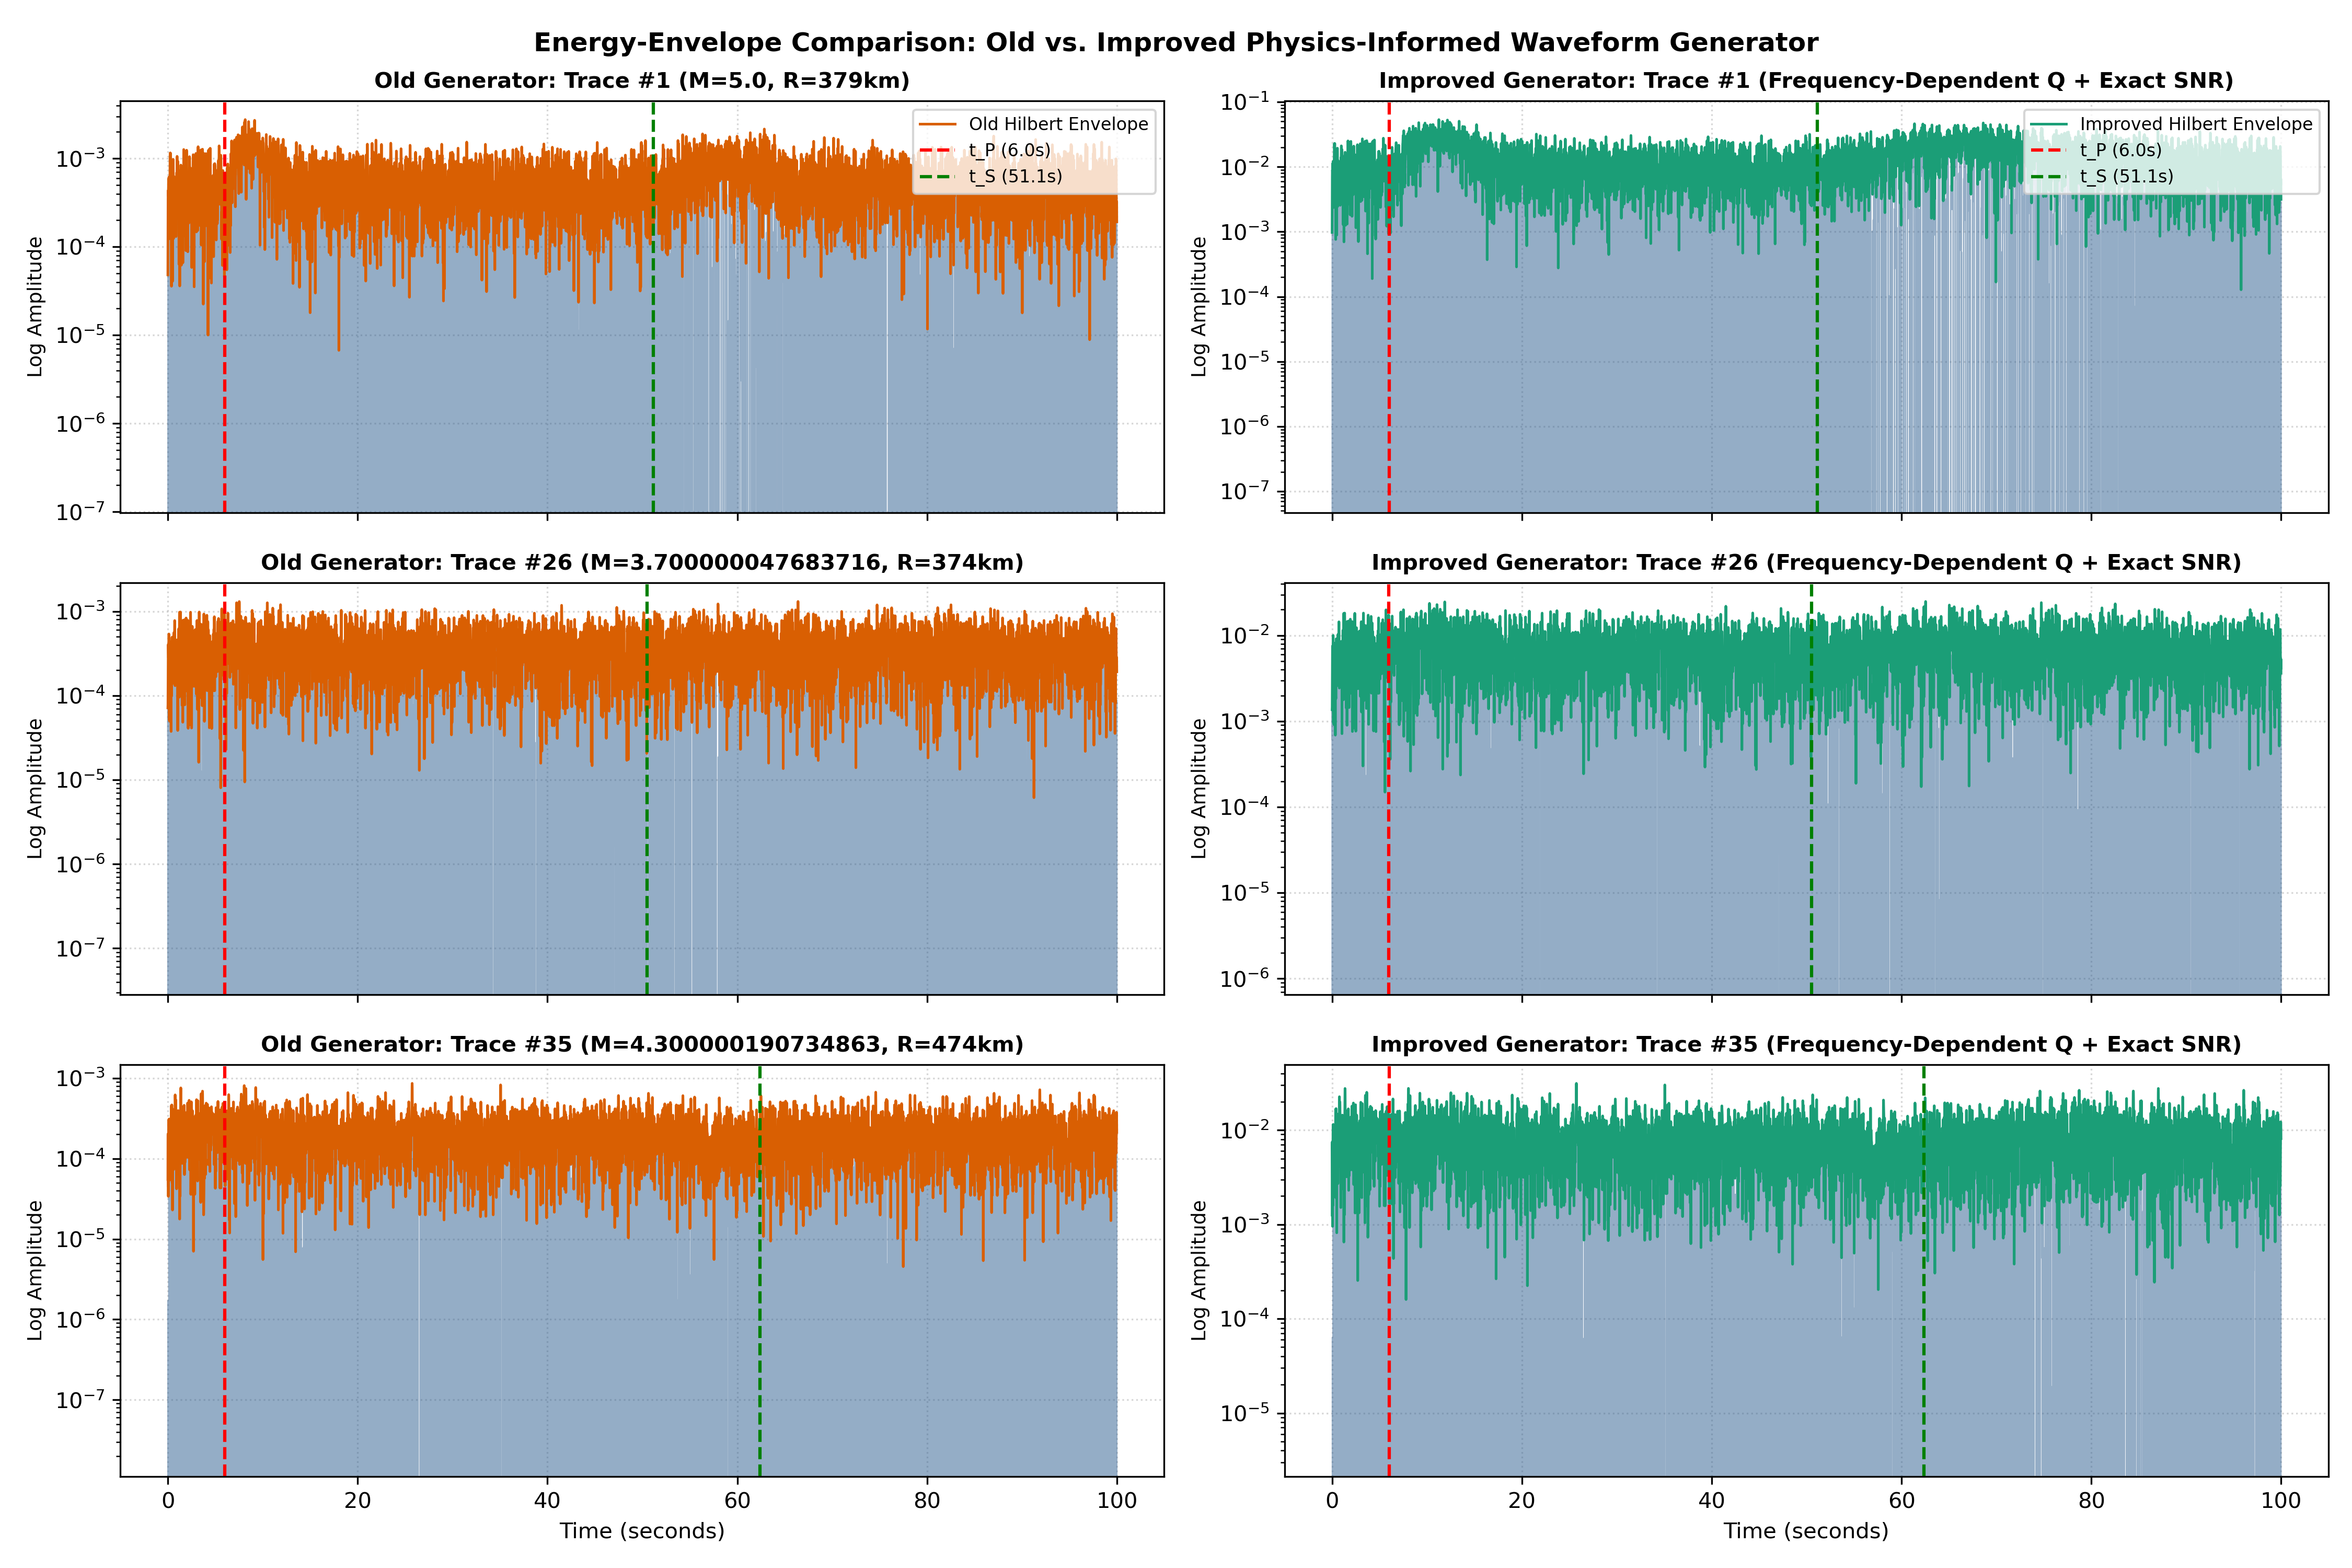 Energy-Envelope Comparison: Old vs. Improved Physics-Informed Waveform Generator
Old Generator: Trace #1 (M=5.0, R=379km)
Log Amplitude
10⁻³
10⁻⁴
10⁻⁵
10⁻⁶
10⁻⁷
Old Hilbert Envelope
t_P (6.0s)
t_S (51.1s)
Improved Generator: Trace #1 (Frequency-Dependent Q + Exact SNR)
Log Amplitude
10⁻¹
10⁻²
10⁻³
10⁻⁴
10⁻⁵
10⁻⁶
10⁻⁷
Improved Hilbert Envelope
t_P (6.0s)
t_S (51.1s)
Old Generator: Trace #26 (M=3.700000047683716, R=374km)
Log Amplitude
10⁻³
10⁻⁴
10⁻⁵
10⁻⁶
10⁻⁷
Improved Generator: Trace #26 (Frequency-Dependent Q + Exact SNR)
Log Amplitude
10⁻²
10⁻³
10⁻⁴
10⁻⁵
10⁻⁶
Old Generator: Trace #35 (M=4.300000190734863, R=474km)
Log Amplitude
10⁻³
10⁻⁴
10⁻⁵
10⁻⁶
10⁻⁷
0 20 40 60 80 100
Time (seconds)
Improved Generator: Trace #35 (Frequency-Dependent Q + Exact SNR)
Log Amplitude
10⁻²
10⁻³
10⁻⁴
10⁻⁵
0 20 40 60 80 100
Time (seconds)